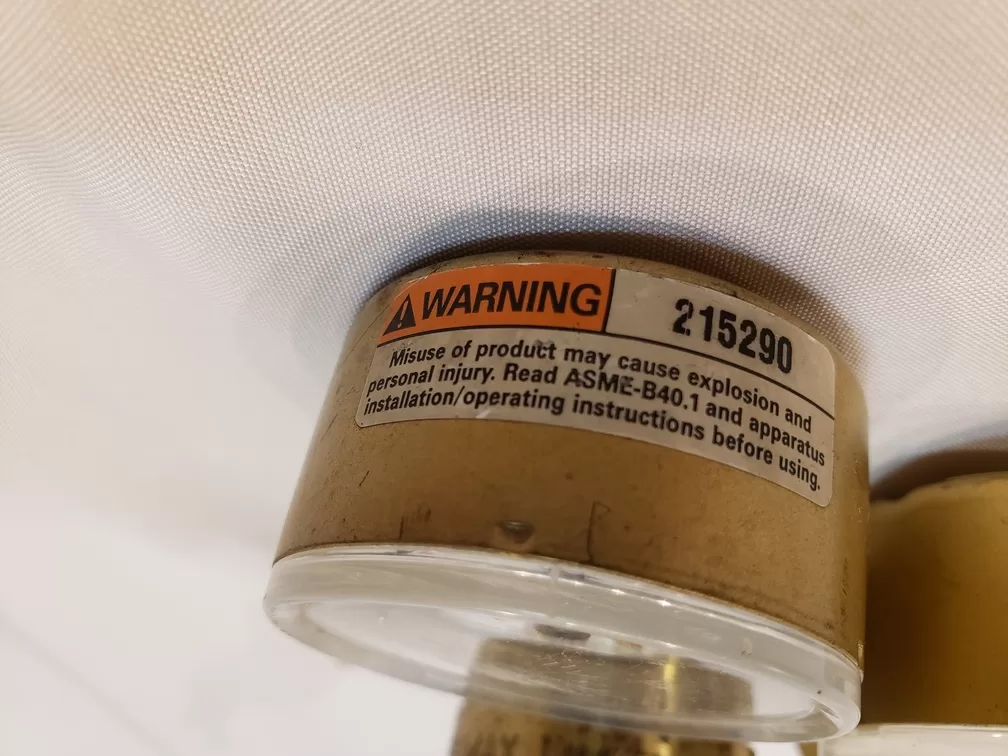 WARNING
215290
Misuse of product may cause explosion and
personal injury. Read ASME-B40.1 and apparatus
installation/operating instructions before using.